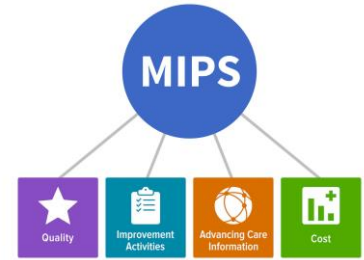 MIPS
Quality
Improvement
Activities
Advancing Care
Information
Cost